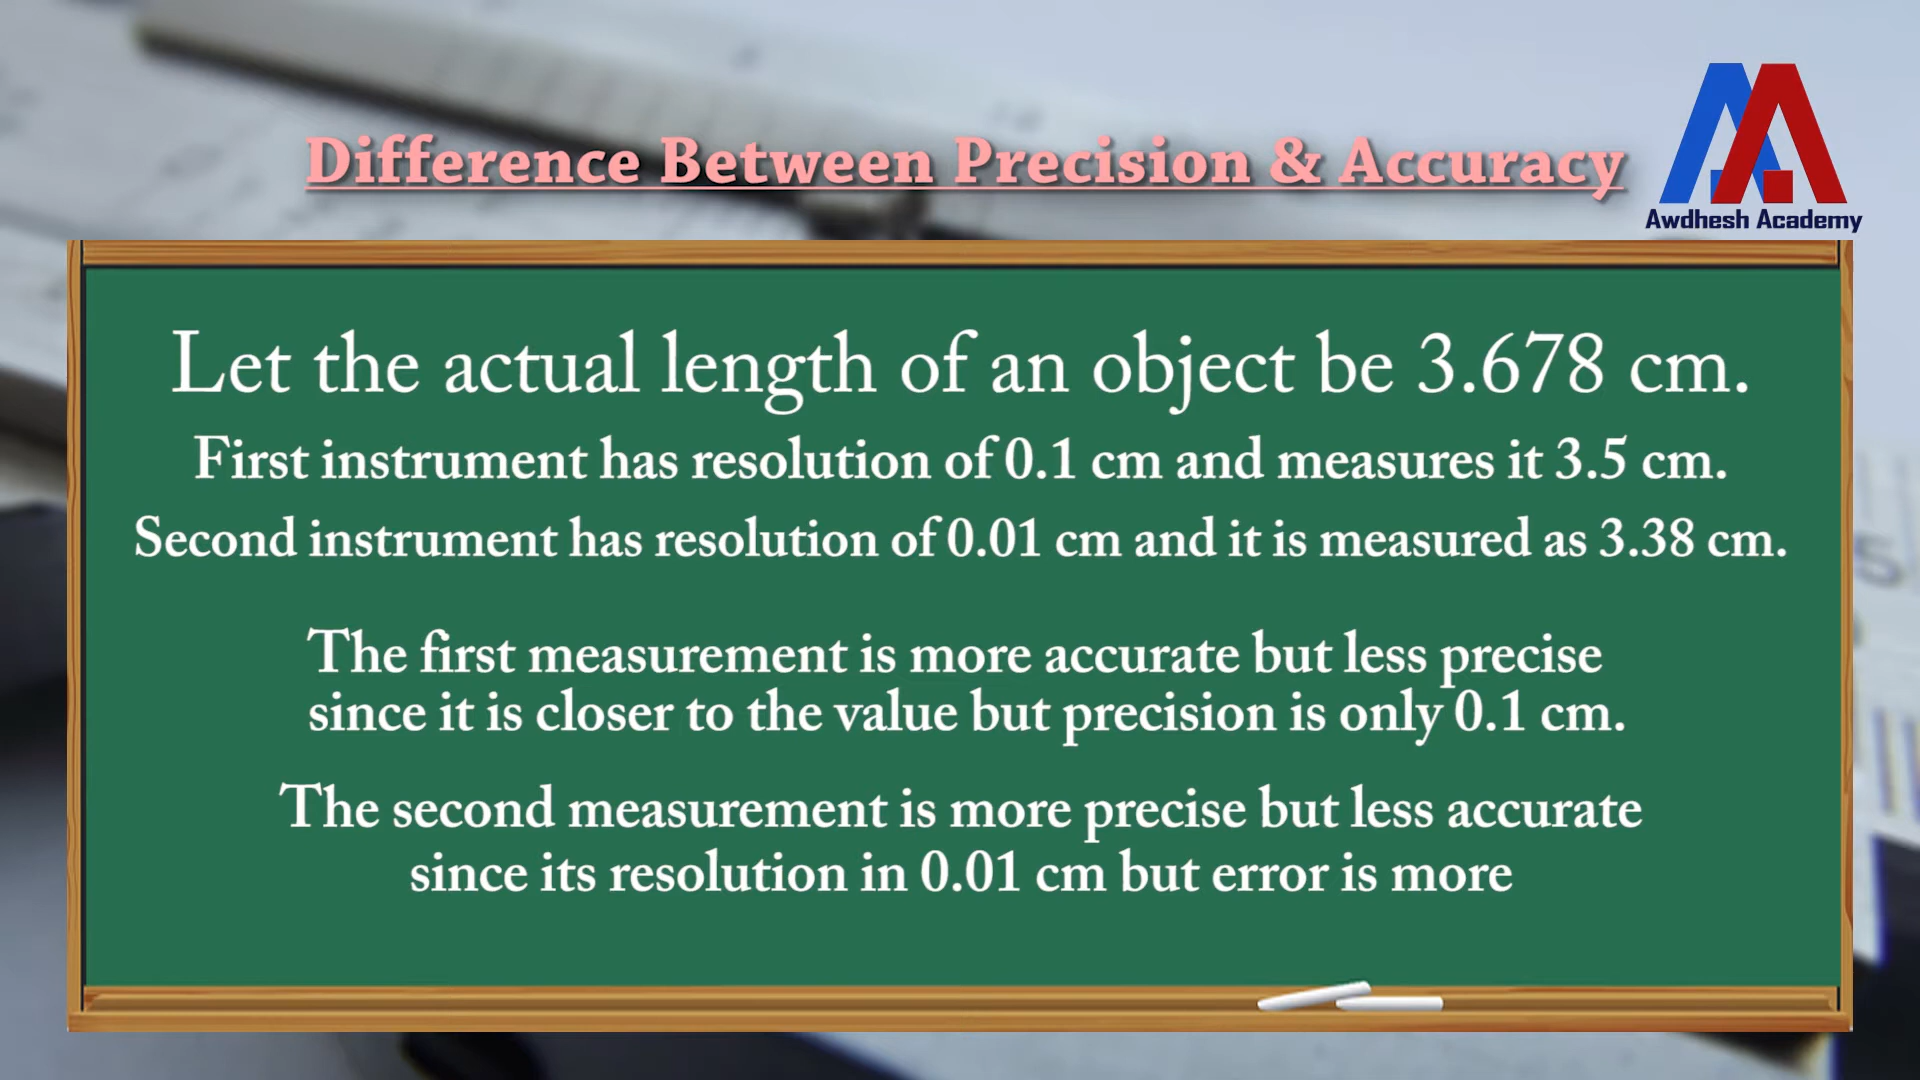 Difference Between Precision & Accuracy
Awdhesh Academy
Let the actual length of an object be 3.678 cm.
First instrument has resolution of 0.1 cm and measures it 3.5 cm.
Second instrument has resolution of 0.01 cm and it is measured as 3.38 cm.
The first measurement is more accurate but less precise
since it is closer to the value but precision is only 0.1 cm.
The second measurement is more precise but less accurate
since its resolution in 0.01 cm but error is more